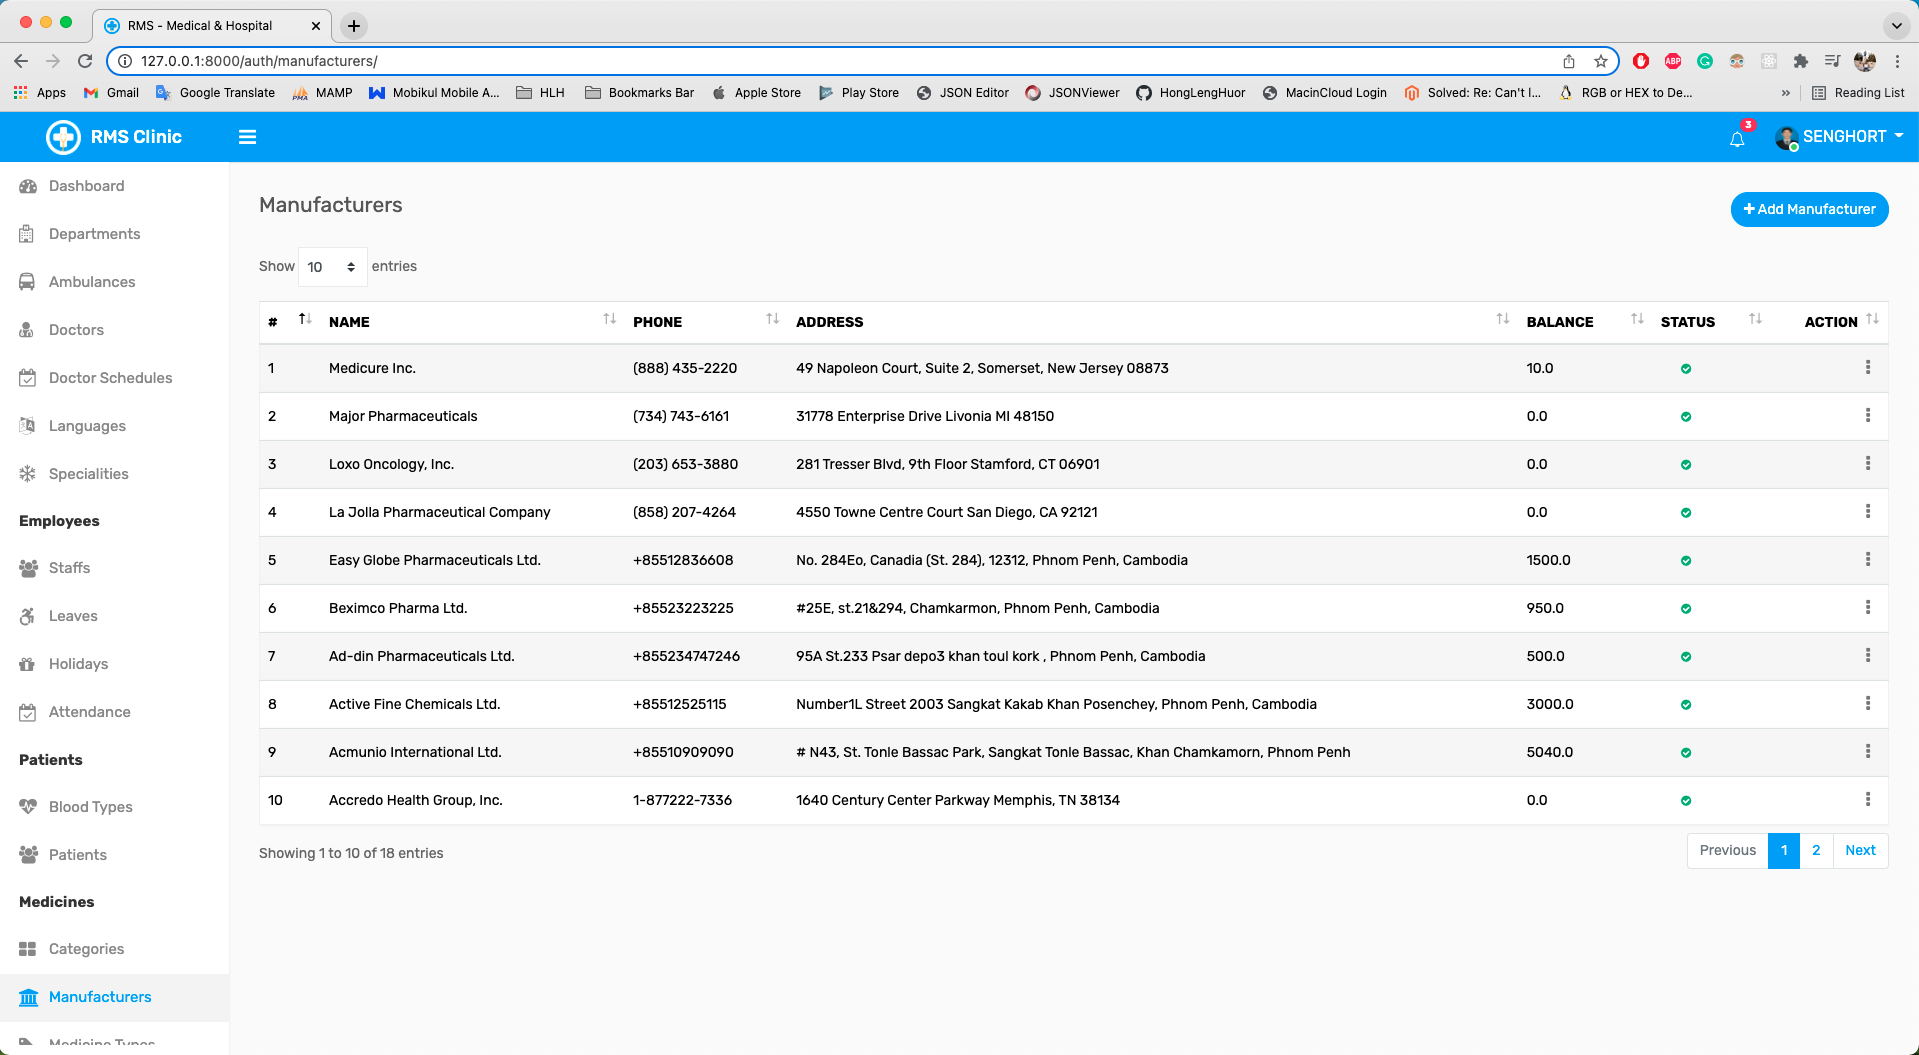 RMS - Medical & Hospital
127.0.0.1:8000/auth/manufacturers/
ABP
Apps Gmail Google Translate PMA MAMP Mobikul Mobile A... HLH Bookmarks Bar Apple Store Play Store JSON Editor JSONViewer HongLengHuor MacinCloud Login Solved: Re: Can't I... RGB or HEX to De... » Reading List
RMS Clinic
3
SENGHORT
Dashboard
Departments
Ambulances
Doctors
Doctor Schedules
Languages
Specialities
Employees
Staffs
Leaves
Holidays
Attendance
Patients
Blood Types
Patients
Medicines
Categories
Manufacturers
Medicine Types
Manufacturers
+ Add Manufacturer
Show 10 entries
# NAME PHONE ADDRESS BALANCE STATUS ACTION
1 Medicure Inc. (888) 435-2220 49 Napoleon Court, Suite 2, Somerset, New Jersey 08873 10.0
2 Major Pharmaceuticals (734) 743-6161 31778 Enterprise Drive Livonia MI 48150 0.0
3 Loxo Oncology, Inc. (203) 653-3880 281 Tresser Blvd, 9th Floor Stamford, CT 06901 0.0
4 La Jolla Pharmaceutical Company (858) 207-4264 4550 Towne Centre Court San Diego, CA 92121 0.0
5 Easy Globe Pharmaceuticals Ltd. +85512836608 No. 284Eo, Canadia (St. 284), 12312, Phnom Penh, Cambodia 1500.0
6 Beximco Pharma Ltd. +85523223225 #25E, st.21&294, Chamkarmon, Phnom Penh, Cambodia 950.0
7 Ad-din Pharmaceuticals Ltd. +855234747246 95A St.233 Psar depo3 khan toul kork , Phnom Penh, Cambodia 500.0
8 Active Fine Chemicals Ltd. +85512525115 Number1L Street 2003 Sangkat Kakab Khan Posenchey, Phnom Penh, Cambodia 3000.0
9 Acmunio International Ltd. +85510909090 # N43, St. Tonle Bassac Park, Sangkat Tonle Bassac, Khan Chamkamorn, Phnom Penh 5040.0
10 Accredo Health Group, Inc. 1-877222-7336 1640 Century Center Parkway Memphis, TN 38134 0.0
Showing 1 to 10 of 18 entries
Previous 1 2 Next